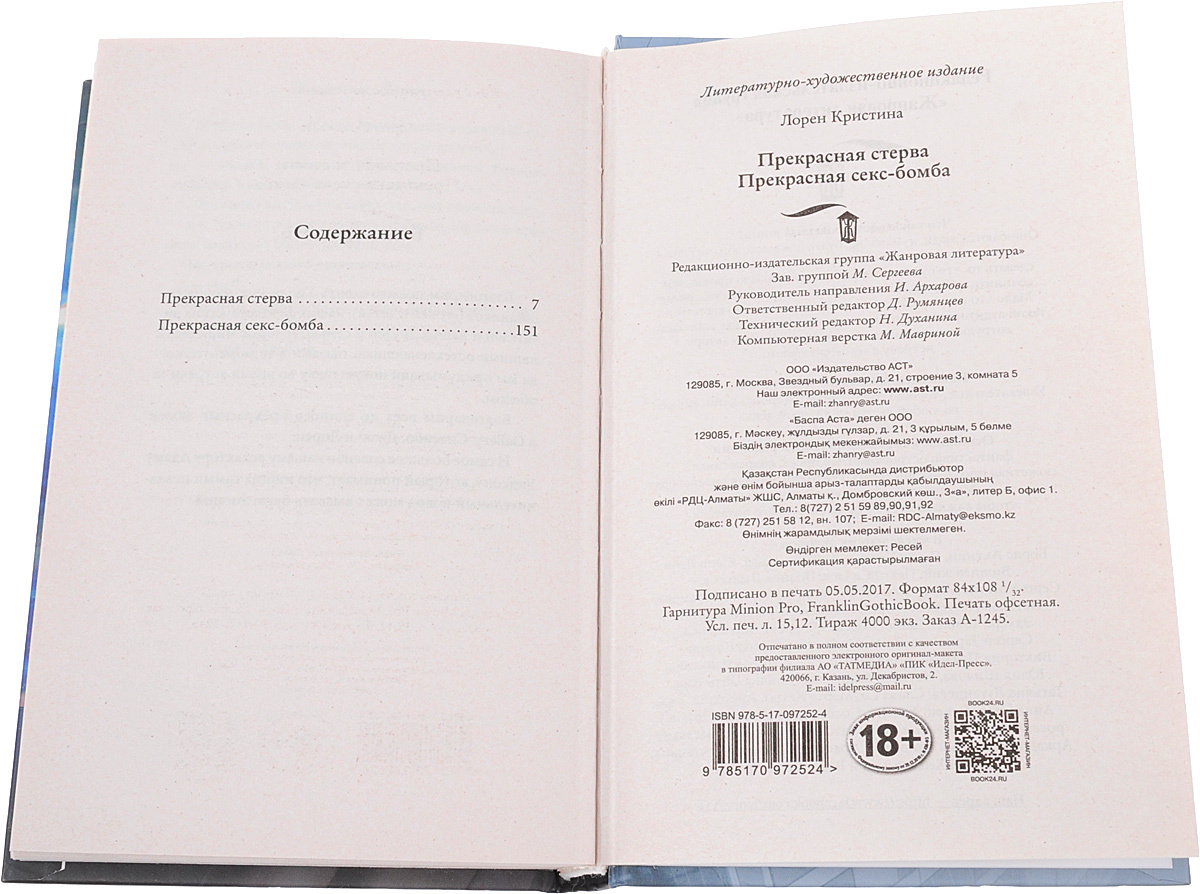 Содержание
Прекрасная стерва ............................. 7
Прекрасная секс-бомба ......................... 151
Литературно-художественное издание
Лорен Кристина
Прекрасная стерва
Прекрасная секс-бомба
Ж
Редакционно-издательская группа «Жанровая литература»
Зав. группой М. Сергеева
Руководитель направления И. Архарова
Ответственный редактор Д. Румянцев
Технический редактор Н. Духанина
Компьютерная верстка М. Мавриной
ООО «Издательство АСТ»
129085, г. Москва, Звездный бульвар, д. 21, строение 3, комната 5
Наш электронный адрес: www.ast.ru
E-mail: zhanry@ast.ru
«Баспа Аста» деген ООО
129085, г. Мәскеу, жұлдызды гүлзар, д. 21, 3 құрылым, 5 бөлме
Біздің электрондық мекенжайымыз: www.ast.ru
E-mail: zhanry@ast.ru
Қазақстан Республикасында дистрибьютор
және өнім бойынша арыз-талаптарды қабылдаушының
өкілі «РДЦ-Алматы» ЖШС, Алматы қ., Домбровский көш., 3«а», литер Б, офис 1.
Тел.: 8(727) 2 51 59 89,90,91,92
Факс: 8 (727) 251 58 12, вн. 107; E-mail: RDC-Almaty@eksmo.kz
Өнімнің жарамдылық мерзімі шектелмеген.
Өндірген мемлекет: Ресей
Сертификация қарастырылмаған
Подписано в печать 05.05.2017. Формат 84x108 1/32.
Гарнитура Minion Pro, FranklinGothicBook. Печать офсетная.
Усл. печ. л. 15,12. Тираж 4000 экз. Заказ А-1245.
Отпечатано в полном соответствии с качеством
предоставленного электронного оригинал-макета
в типографии филиала АО «ТАТМЕДИА» «ПИК «Идел-Пресс».
420066, г. Казань, ул. Декабристов, 2.
E-mail: idelpress@mail.ru
ISBN 978-5-17-097252-4
9 785170 972524 >
Знак информационной продукции
18+
BOOK24.RU
ИНТЕРНЕТ-МАГАЗИН
ИНТЕРНЕТ-МАГАЗИН
BOOK24.RU